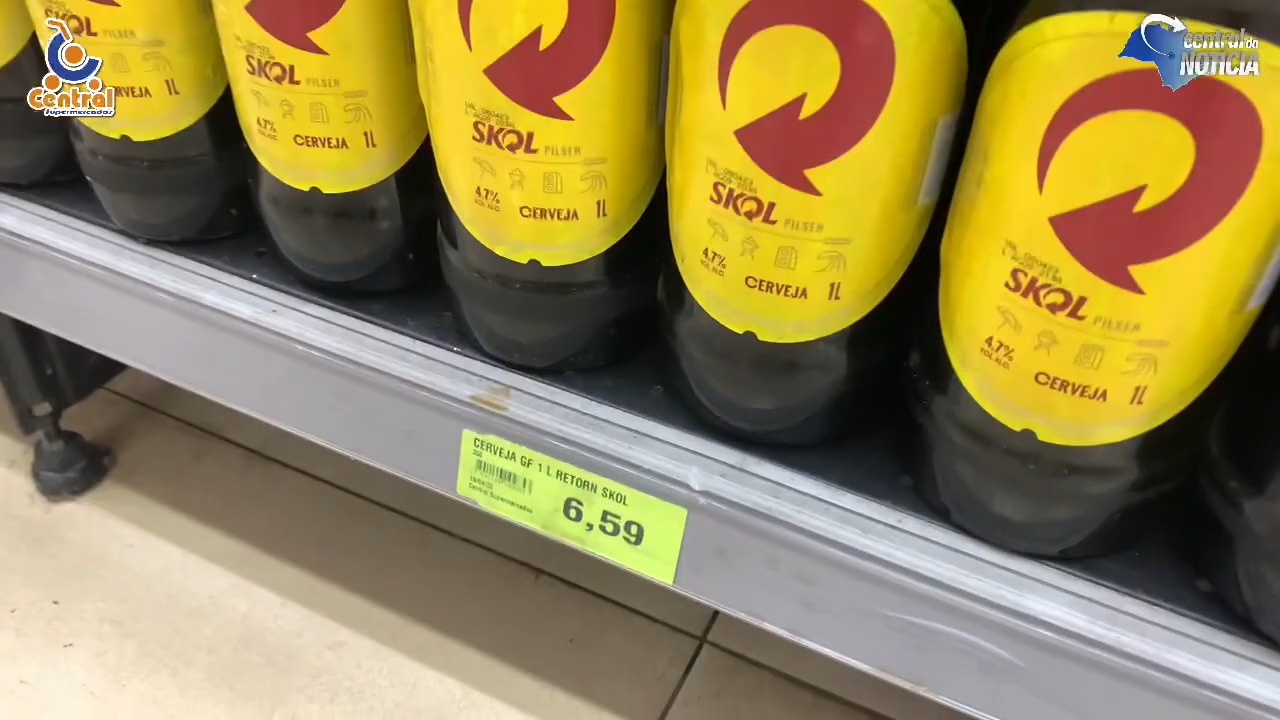 Central
Supermercados
central da
NOTÍCIA
SKOL PILSEN
CERVEJA 1L
SKOL PILSEN
4,7%
VOL.ALC.
CERVEJA 1L
SKOL PILSEN
4,7%
VOL.ALC.
CERVEJA 1L
SKOL PILSEN
4,7%
VOL.ALC.
CERVEJA 1L
SKOL PILSEN
4,7%
VOL.ALC.
CERVEJA 1L
CERVEJA GF 1 L RETORN SKOL
Central Supermercados
6,59